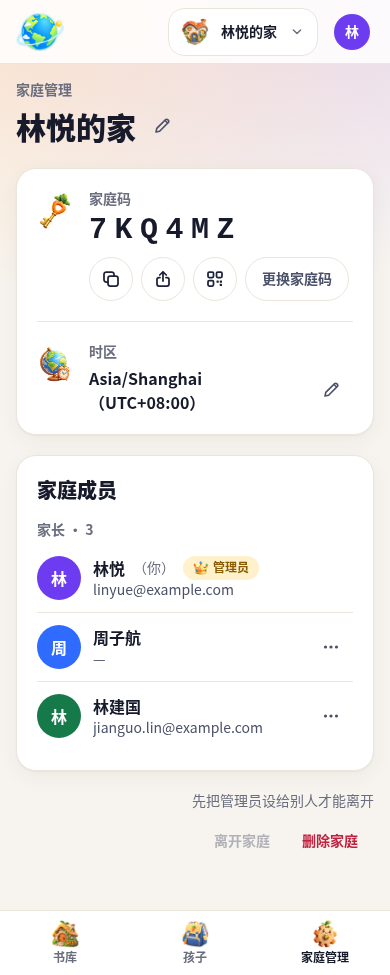 林悦的家
林
家庭管理
林悦的家
家庭码
7KQ4MZ
更换家庭码
时区
Asia/Shanghai
（UTC+08:00）
家庭成员
家长 · 3
林
林悦 （你） 管理员
linyue@example.com
周
周子航
—
林
林建国
jianguo.lin@example.com
先把管理员设给别人才能离开
离开家庭 删除家庭
书库 孩子 家庭管理